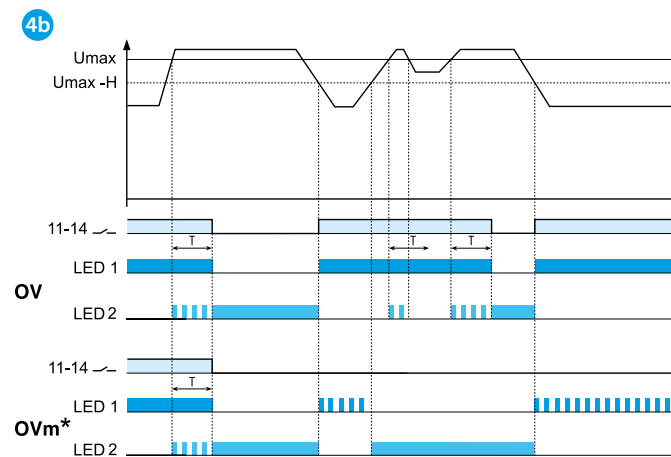 4b
Umax
Umax -H
11-14
T
T
T
LED 1
OV
LED 2
11-14
T
LED 1
OVm*
LED 2